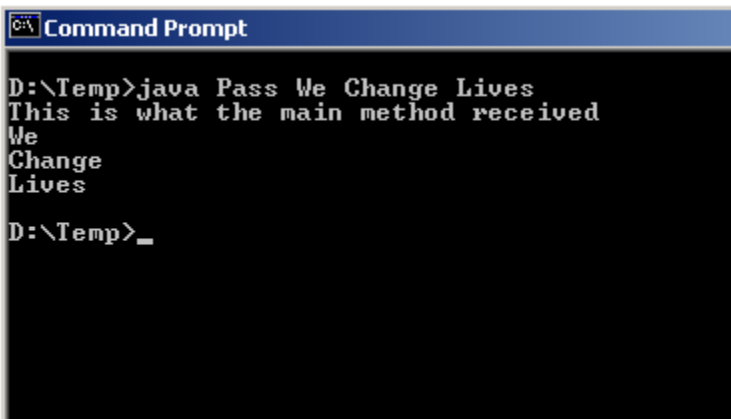 Command Prompt
D:\Temp>java Pass We Change Lives
This is what the main method received
We
Change
Lives
D:\Temp>_